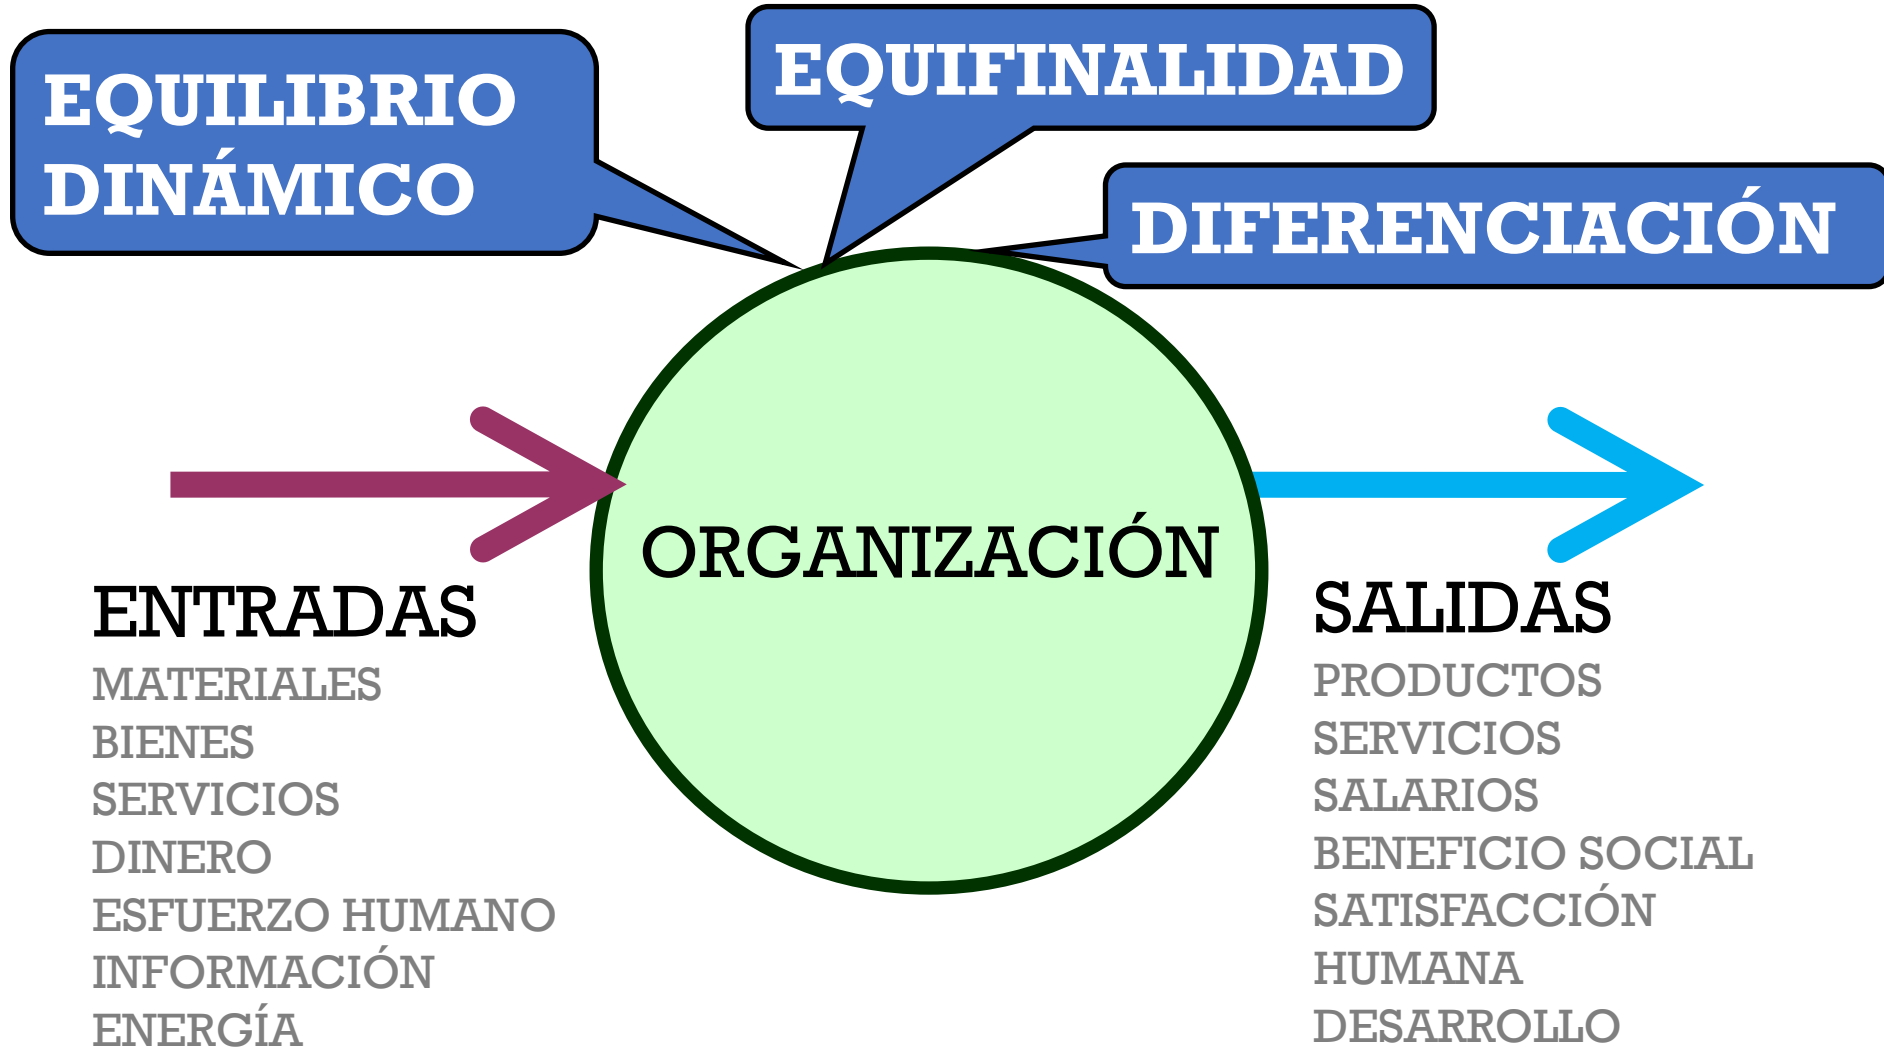 EQUILIBRIO
DINÁMICO
EQUIFINALIDAD
DIFERENCIACIÓN
ORGANIZACIÓN
ENTRADAS
MATERIALES
BIENES
SERVICIOS
DINERO
ESFUERZO HUMANO
INFORMACIÓN
ENERGÍA
SALIDAS
PRODUCTOS
SERVICIOS
SALARIOS
BENEFICIO SOCIAL
SATISFACCIÓN
HUMANA
DESARROLLO